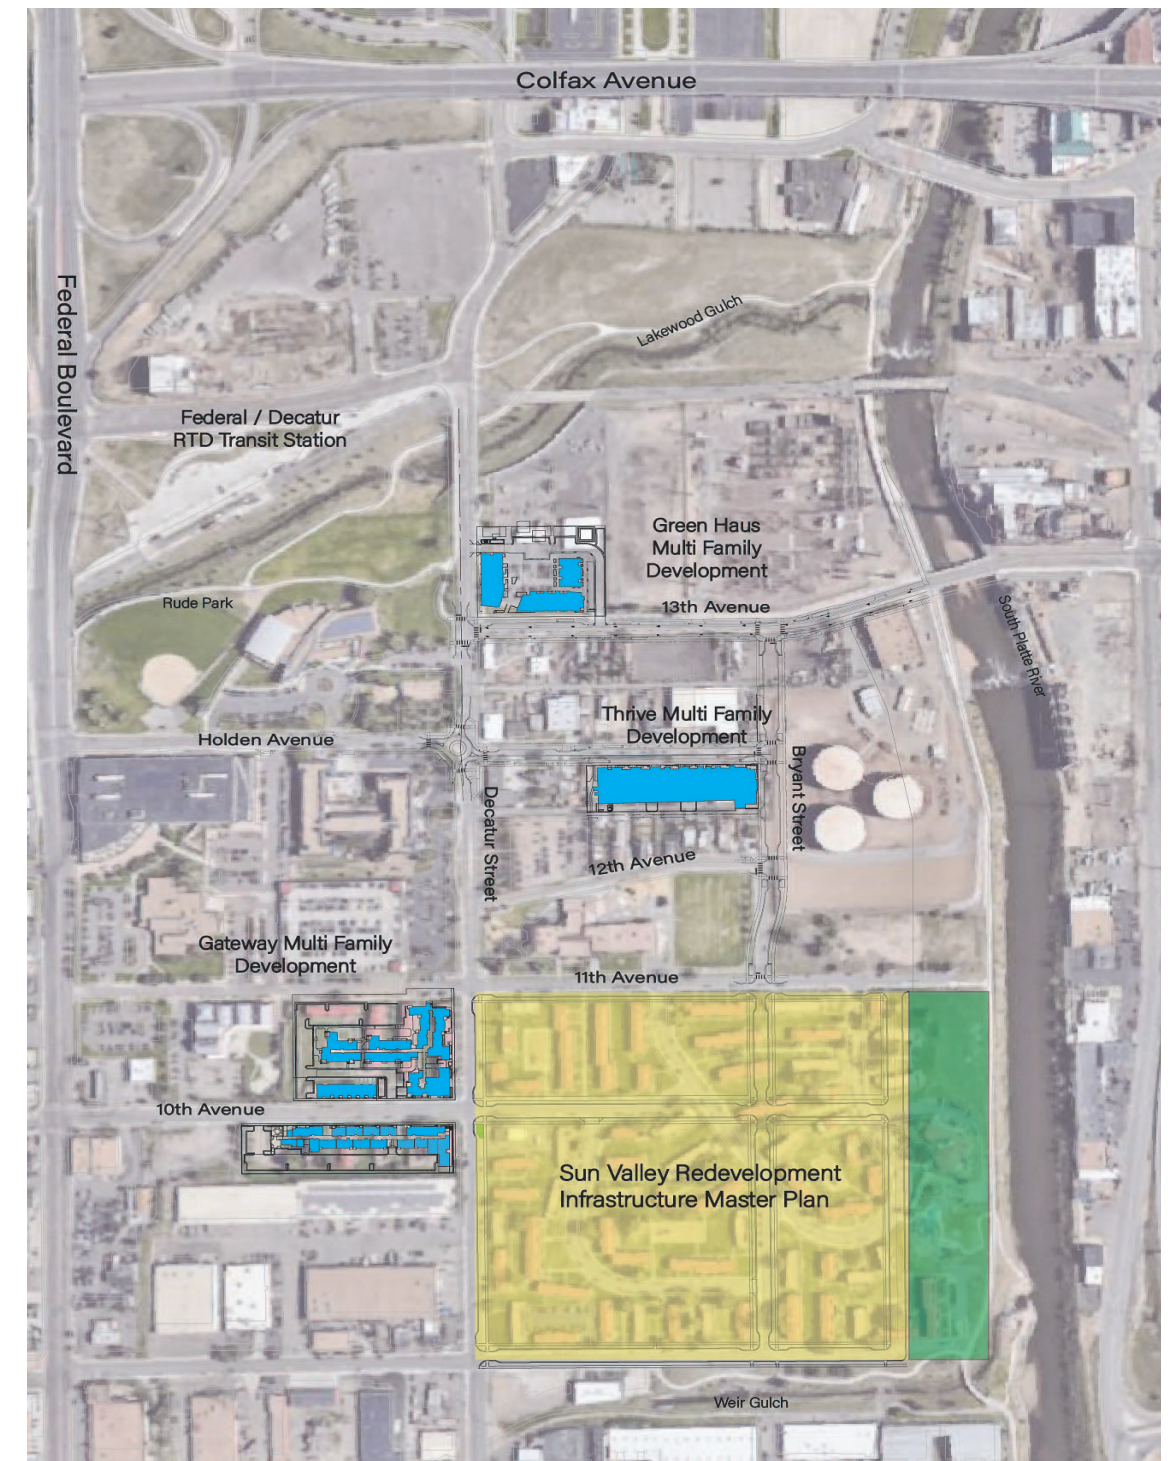 Colfax Avenue
Federal Boulevard
Lakewood Gulch
Federal / Decatur
RTD Transit Station
Green Haus
Multi Family
Development
Rude Park
13th Avenue
South Platte River
Thrive Multi Family
Development
Holden Avenue
Bryant Street
Decatur Street
12th Avenue
Gateway Multi Family
Development
11th Avenue
10th Avenue
Sun Valley Redevelopment
Infrastructure Master Plan
Weir Gulch